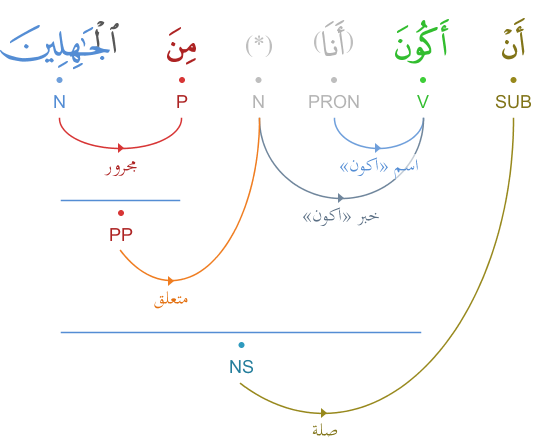 أَنْ أَكُونَ (أَنَا) (*) مِنَ ٱلْجَـٰهِلِينَ
SUB V PRON N P N
اسم «اكون»
مجرور
خبر «اكون»
PP
متعلق
NS
صلة